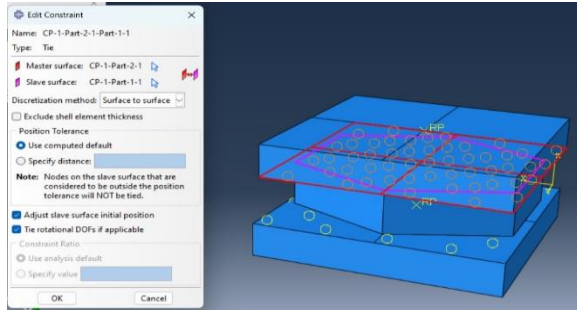 Edit Constraint
Name: CP-1-Part-2-1-Part-1-1
Type: Tie
Master surface: CP-1-Part-2-1
Slave surface: CP-1-Part-1-1
Discretization method: Surface to surface
Exclude shell element thickness
Position Tolerance
Use computed default
Specify distance:
Note: Nodes on the slave surface that are
considered to be outside the position
tolerance will NOT be tied.
Adjust slave surface initial position
Tie rotational DOFs if applicable
Constraint Ratio
Use analysis default
Specify value
OK Cancel
RP
X
RP